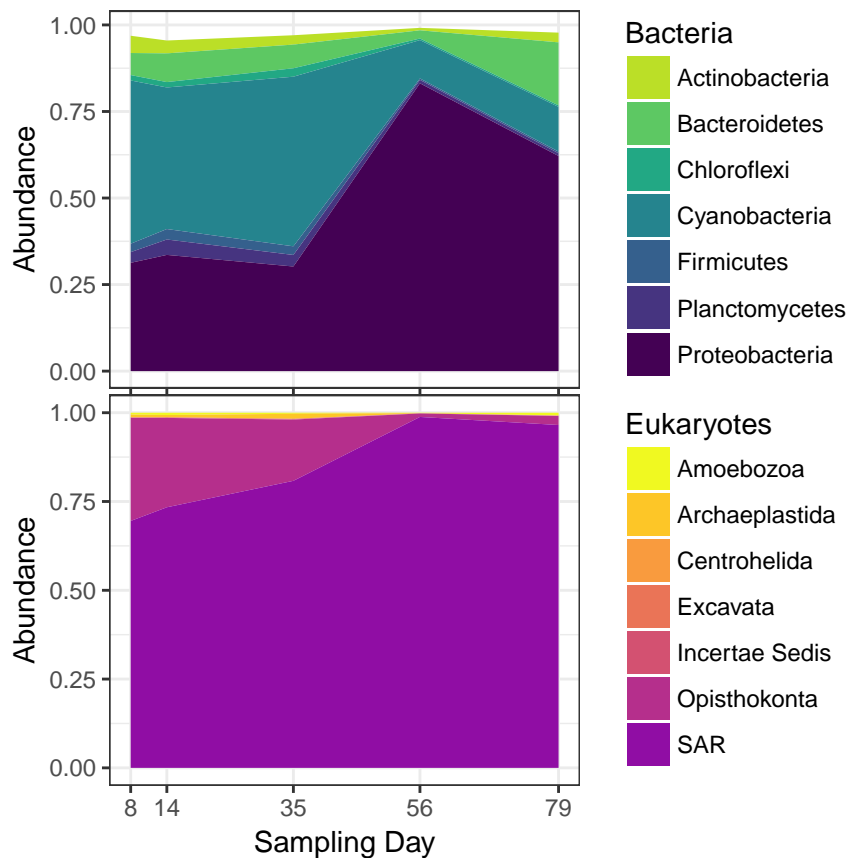 1.00
0.75
0.50
0.25
0.00
Abundance
Bacteria
Actinobacteria
Bacteroidetes
Chloroflexi
Cyanobacteria
Firmicutes
Planctomycetes
Proteobacteria
1.00
0.75
0.50
0.25
0.00
Abundance
8 14 35 56 79
Sampling Day
Eukaryotes
Amoebozoa
Archaeplastida
Centrohelida
Excavata
Incertae Sedis
Opisthokonta
SAR